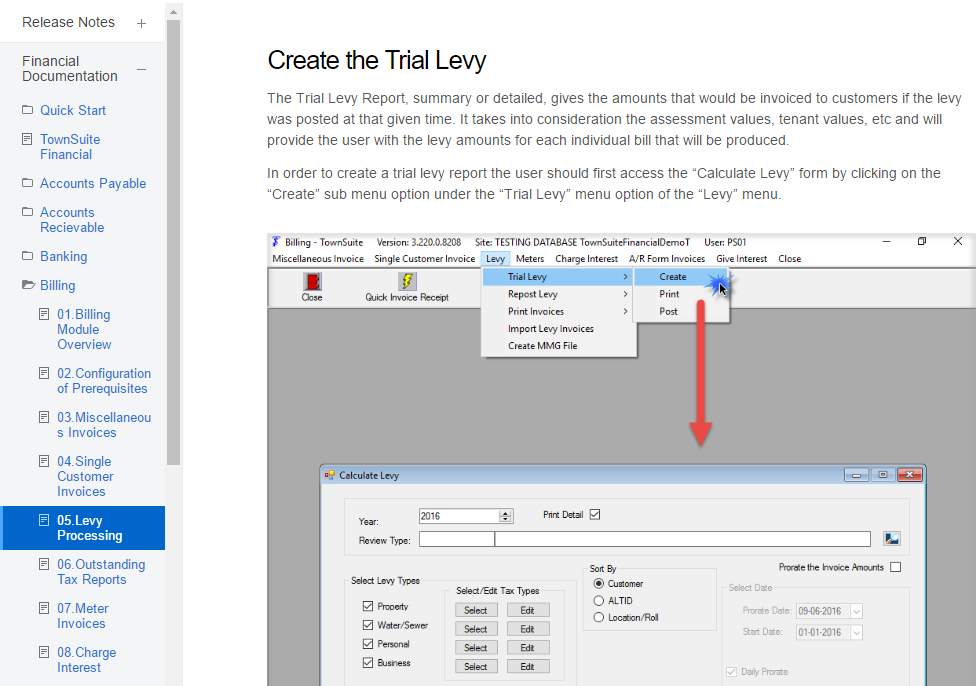 Release Notes
Financial
Documentation
Quick Start
TownSuite
Financial
Accounts Payable
Accounts
Recievable
Banking
Billing
01.Billing
Module
Overview
02.Configuration
of Prerequisites
03.Miscellaneou
s Invoices
04.Single
Customer
Invoices
05.Levy
Processing
06.Outstanding
Tax Reports
07.Meter
Invoices
08.Charge
Interest
Create the Trial Levy
The Trial Levy Report, summary or detailed, gives the amounts that would be invoiced to customers if the levy
was posted at that given time. It takes into consideration the assessment values, tenant values, etc and will
provide the user with the levy amounts for each individual bill that will be produced.
In order to create a trial levy report the user should first access the “Calculate Levy” form by clicking on the
“Create” sub menu option under the “Trial Levy” menu option of the “Levy” menu.
Billing - TownSuite Version: 3.220.0.8208 Site: TESTING DATABASE TownSuiteFinancialDemoT User: PS01
Miscellaneous Invoice Single Customer Invoice Levy Meters Charge Interest A/R Form Invoices Give Interest Close
Close Quick Invoice Receipt
Trial Levy
Repost Levy
Print Invoices
Import Levy Invoices
Create MMG File
Create
Print
Post
Calculate Levy
Year: 2016 Print Detail
Review Type:
Prorate the Invoice Amounts
Select Levy Types
Property
Water/Sewer
Personal
Business
Select/Edit Tax Types
Select Edit
Select Edit
Select Edit
Select Edit
Sort By
Customer
ALTID
Location/Roll
Select Date
Prorate Date: 09-06-2016
Start Date: 01-01-2016
Daily Prorate